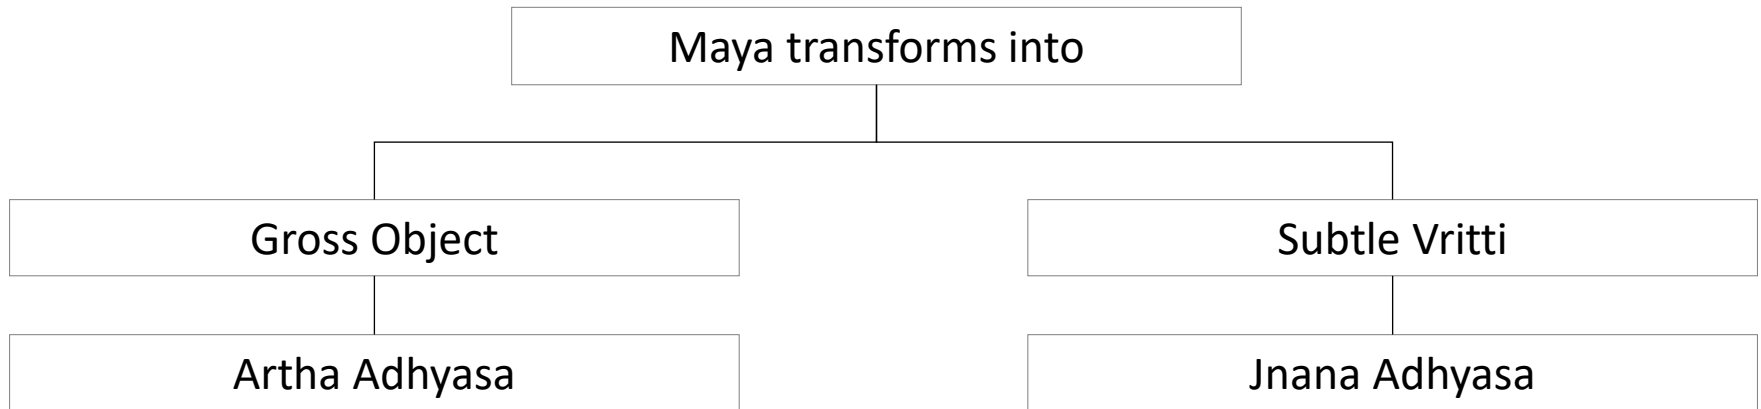 Maya transforms into
Gross Object
Subtle Vritti
Artha Adhyasa
Jnana Adhyasa